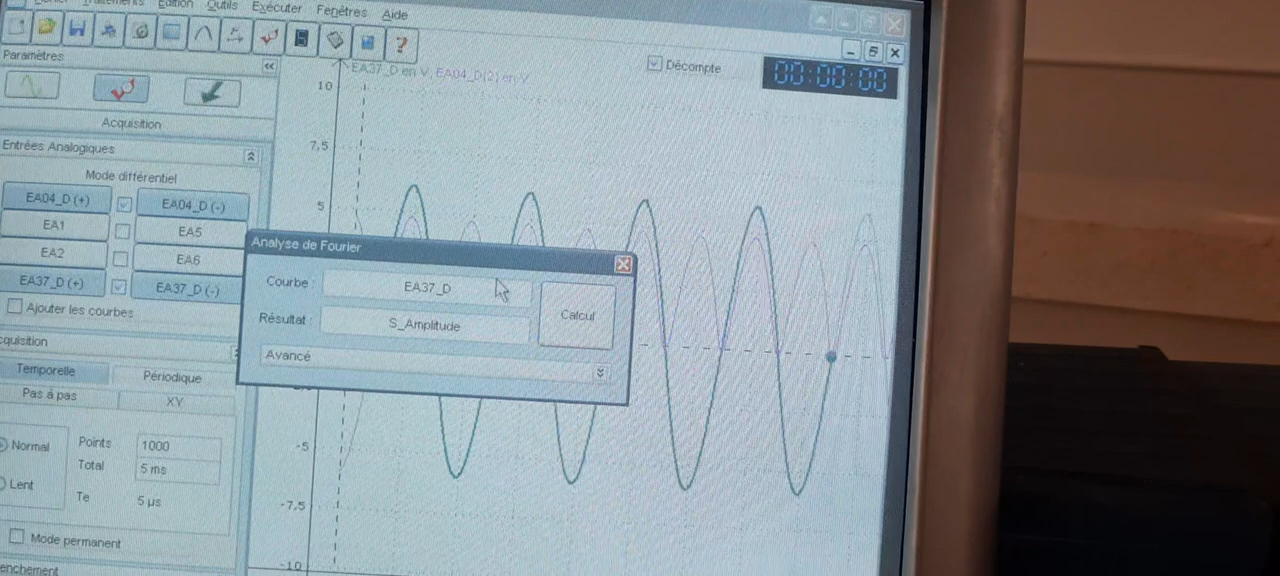 Edition Outils Exécuter Fenêtres Aide
Paramètres
Acquisition
Entrées Analogiques
Mode différentiel
EA04_D (+) EA04_D (-)
EA1 EA5
EA2 EA6
EA37_D (+) EA37_D (-)
Ajouter les courbes
cquisition
Temporelle Périodique
Pas à pas XY
Normal Points 1000
Total 5 ms
Lent
Te 5 µs
Mode permanent
enchement
EA37_D en V, EA04_D(2) en V
Décompte
00:00:00
10
7,5
5
-5
-7,5
-10
Analyse de Fourier
Courbe : EA37_D
Résultat : S_Amplitude
Calcul
Avancé